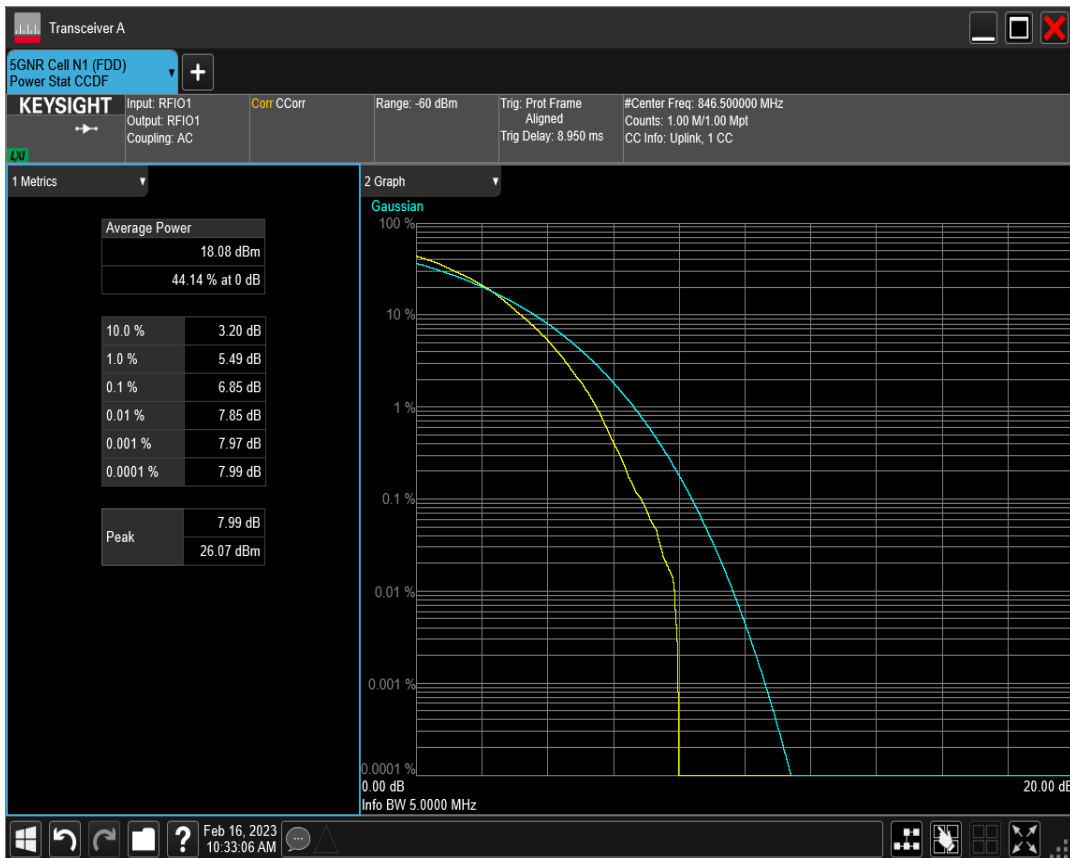 Transceiver A
5GNR Cell N1 (FDD)
Power Stat CCDF
+
KEYSIGHT
LXI
Input: RFIO1
Output: RFIO1
Coupling: AC
Corr CCorr
Range: -60 dBm
Trig: Prot Frame
Aligned
Trig Delay: 8.950 ms
#Center Freq: 846.500000 MHz
Counts: 1.00 M/1.00 Mpt
CC Info: Uplink, 1 CC
1 Metrics
Average Power
18.08 dBm
44.14 % at 0 dB
10.0 % 3.20 dB
1.0 % 5.49 dB
0.1 % 6.85 dB
0.01 % 7.85 dB
0.001 % 7.97 dB
0.0001 % 7.99 dB
Peak
7.99 dB
26.07 dBm
2 Graph
Gaussian
100 %
10 %
1 %
0.1 %
0.01 %
0.001 %
0.0001 %
0.00 dB 20.00 dB
Info BW 5.0000 MHz
?
Feb 16, 2023
10:33:06 AM